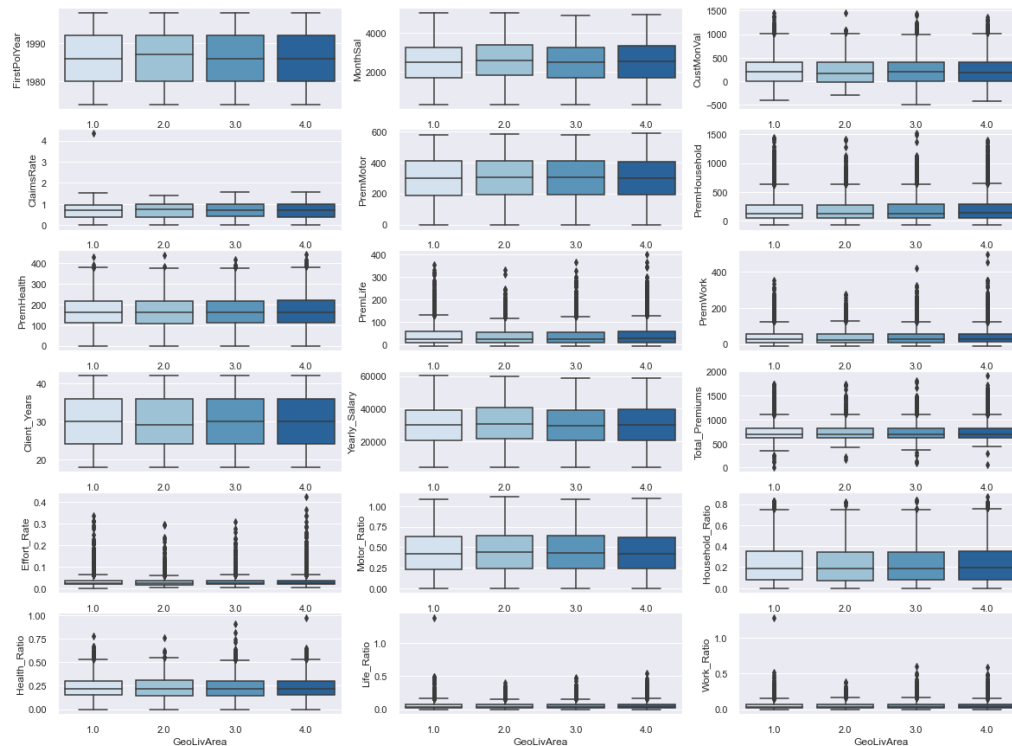 FirstPolYear
1990
1980
1.0 2.0 3.0 4.0
MonthSal
4000
2000
1.0 2.0 3.0 4.0
CustMonVal
1500
1000
500
0
−500
1.0 2.0 3.0 4.0
ClaimsRate
4
3
2
1
0
1.0 2.0 3.0 4.0
PremMotor
600
400
200
0
1.0 2.0 3.0 4.0
PremHousehold
1500
1000
500
0
1.0 2.0 3.0 4.0
PremHealth
400
300
200
100
0
1.0 2.0 3.0 4.0
PremLife
400
300
200
100
0
1.0 2.0 3.0 4.0
PremWork
400
200
0
1.0 2.0 3.0 4.0
Client_Years
40
30
20
1.0 2.0 3.0 4.0
Yearly_Salary
60000
40000
20000
1.0 2.0 3.0 4.0
Total_Premiums
2000
1500
1000
500
0
1.0 2.0 3.0 4.0
Effort_Rate
0.4
0.3
0.2
0.1
0.0
1.0 2.0 3.0 4.0
Motor_Ratio
1.00
0.75
0.50
0.25
0.00
1.0 2.0 3.0 4.0
Household_Ratio
0.8
0.6
0.4
0.2
0.0
1.0 2.0 3.0 4.0
Health_Ratio
1.00
0.75
0.50
0.25
0.00
1.0 2.0 3.0 4.0
GeoLivArea
Life_Ratio
1.0
0.5
0.0
1.0 2.0 3.0 4.0
GeoLivArea
Work_Ratio
1.0
0.5
0.0
1.0 2.0 3.0 4.0
GeoLivArea